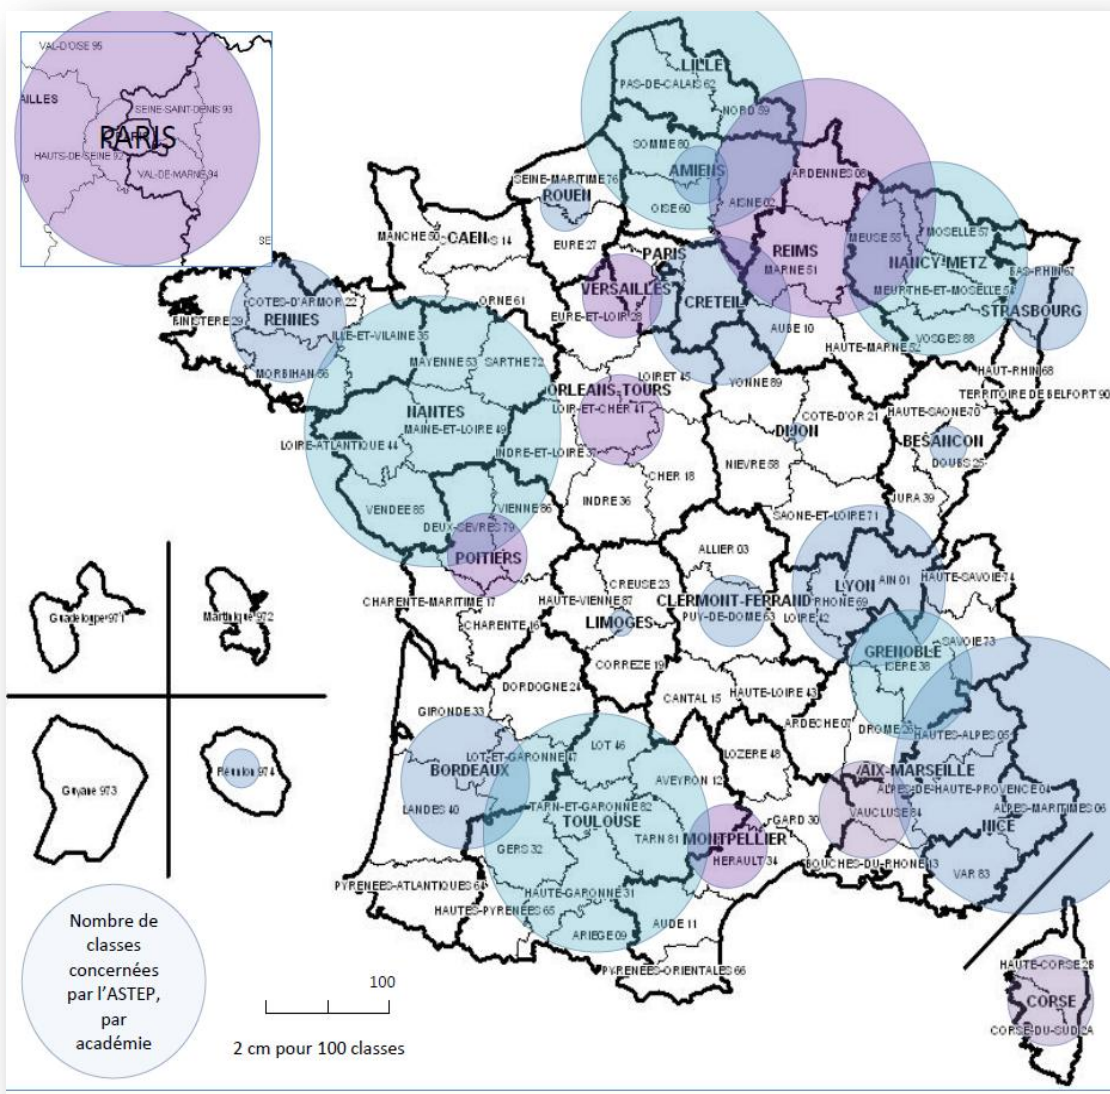 VAL-D'OISE 95
AILLES
SEINE-SAINT-DENIS 93
PARIS
HAUTS-DE-SEINE 92
78
VAL-DE-MARNE 94
SE
LILLE
PAS-DE-CALAIS 62
NORD 59
SOMME 80
AMIENS
ARDENNES 08
SEINE-MARITIME 76
ROUEN
OISE 60
AISNE 02
MANCHE 50
CAEN
S 14
EURE 27
PARIS
REIMS
MARNE 51
MEUSE 55
MOSELLE 57
NANCY-METZ
BAS-RHIN 67
VERSAILLES
CRETEIL
MEURTHE-ET-MOSELLE 54
STRASBOURG
COTES-D'ARMOR 22
ORNE 61
FINISTERE 29
RENNES
EURE-ET-LOIR 28
AUBE 10
VOSGES 88
ILLE-ET-VILAINE 35
HAUTE-MARNE 52
MAYENNE 53
SARTHE 72
HAUT-RHIN 68
MORBIHAN 56
LOIRET 45
YONNE 89
ORLEANS-TOURS
TERRITOIRE DE BELFORT 90
NANTES
LOIR-ET-CHER 41
COTE-D'OR 21
HAUTE-SAONE 70
MAINE-ET-LOIRE 49
DIJON
BESANCON
LOIRE-ATLANTIQUE 44
INDRE-ET-LOIRE 37
NIEVRE 58
DOUBS 25
CHER 18
INDRE 36
JURA 39
VENDEE 85
VIENNE 86
SAONE-ET-LOIRE 71
DEUX-SEVRES 79
POITIERS
ALLIER 03
CREUSE 23
LYON
AIN 01
HAUTE-SAVOIE 74
CHARENTE-MARITIME 17
HAUTE-VIENNE 87
CLERMONT-FERRAND
RHONE 69
Guadeloupe 971
Martinique 972
CHARENTE 16
LIMOGES
PUY-DE-DOME 63
LOIRE 42
SAVOIE 73
GRENOBLE
CORREZE 19
ISERE 38
DORDOGNE 24
CANTAL 15
HAUTE-LOIRE 43
GIRONDE 33
ARDECHE 07
DROME 26
HAUTES-ALPES 05
LOT 46
LOZERE 48
LOT-ET-GARONNE 47
BORDEAUX
AVEYRON 12
AIX-MARSEILLE
Réunion 974
Guyane 973
ALPES-DE-HAUTE-PROVENCE 04
LANDES 40
TARN-ET-GARONNE 82
ALPES-MARITIMES 06
TOULOUSE
GARD 30
VAUCLUSE 84
NICE
GERS 32
TARN 81
MONTPELLIER
HERAULT 34
BOUCHES-DU-RHONE 13
VAR 83
PYRENEES-ATLANTIQUES 64
HAUTE-GARONNE 31
HAUTES-PYRENEES 65
AUDE 11
ARIEGE 09
PYRENEES-ORIENTALES 66
HAUTE-CORSE 2B
CORSE
CORSE-DU-SUD 2A
Nombre de
classes
concernées
par l'ASTEP,
par
académie
100
2 cm pour 100 classes